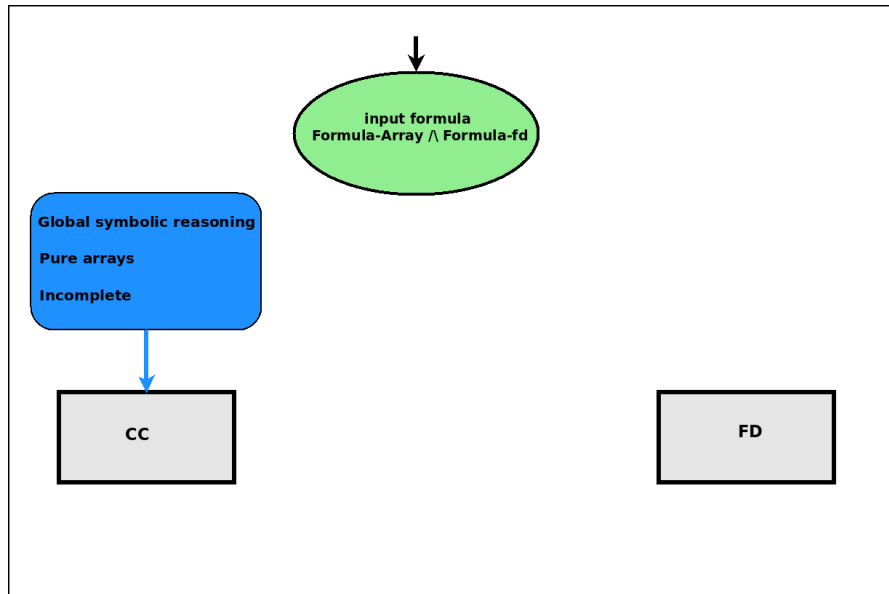 input formula
Formula-Array /\ Formula-fd
Global symbolic reasoning
Pure arrays
Incomplete
CC
FD